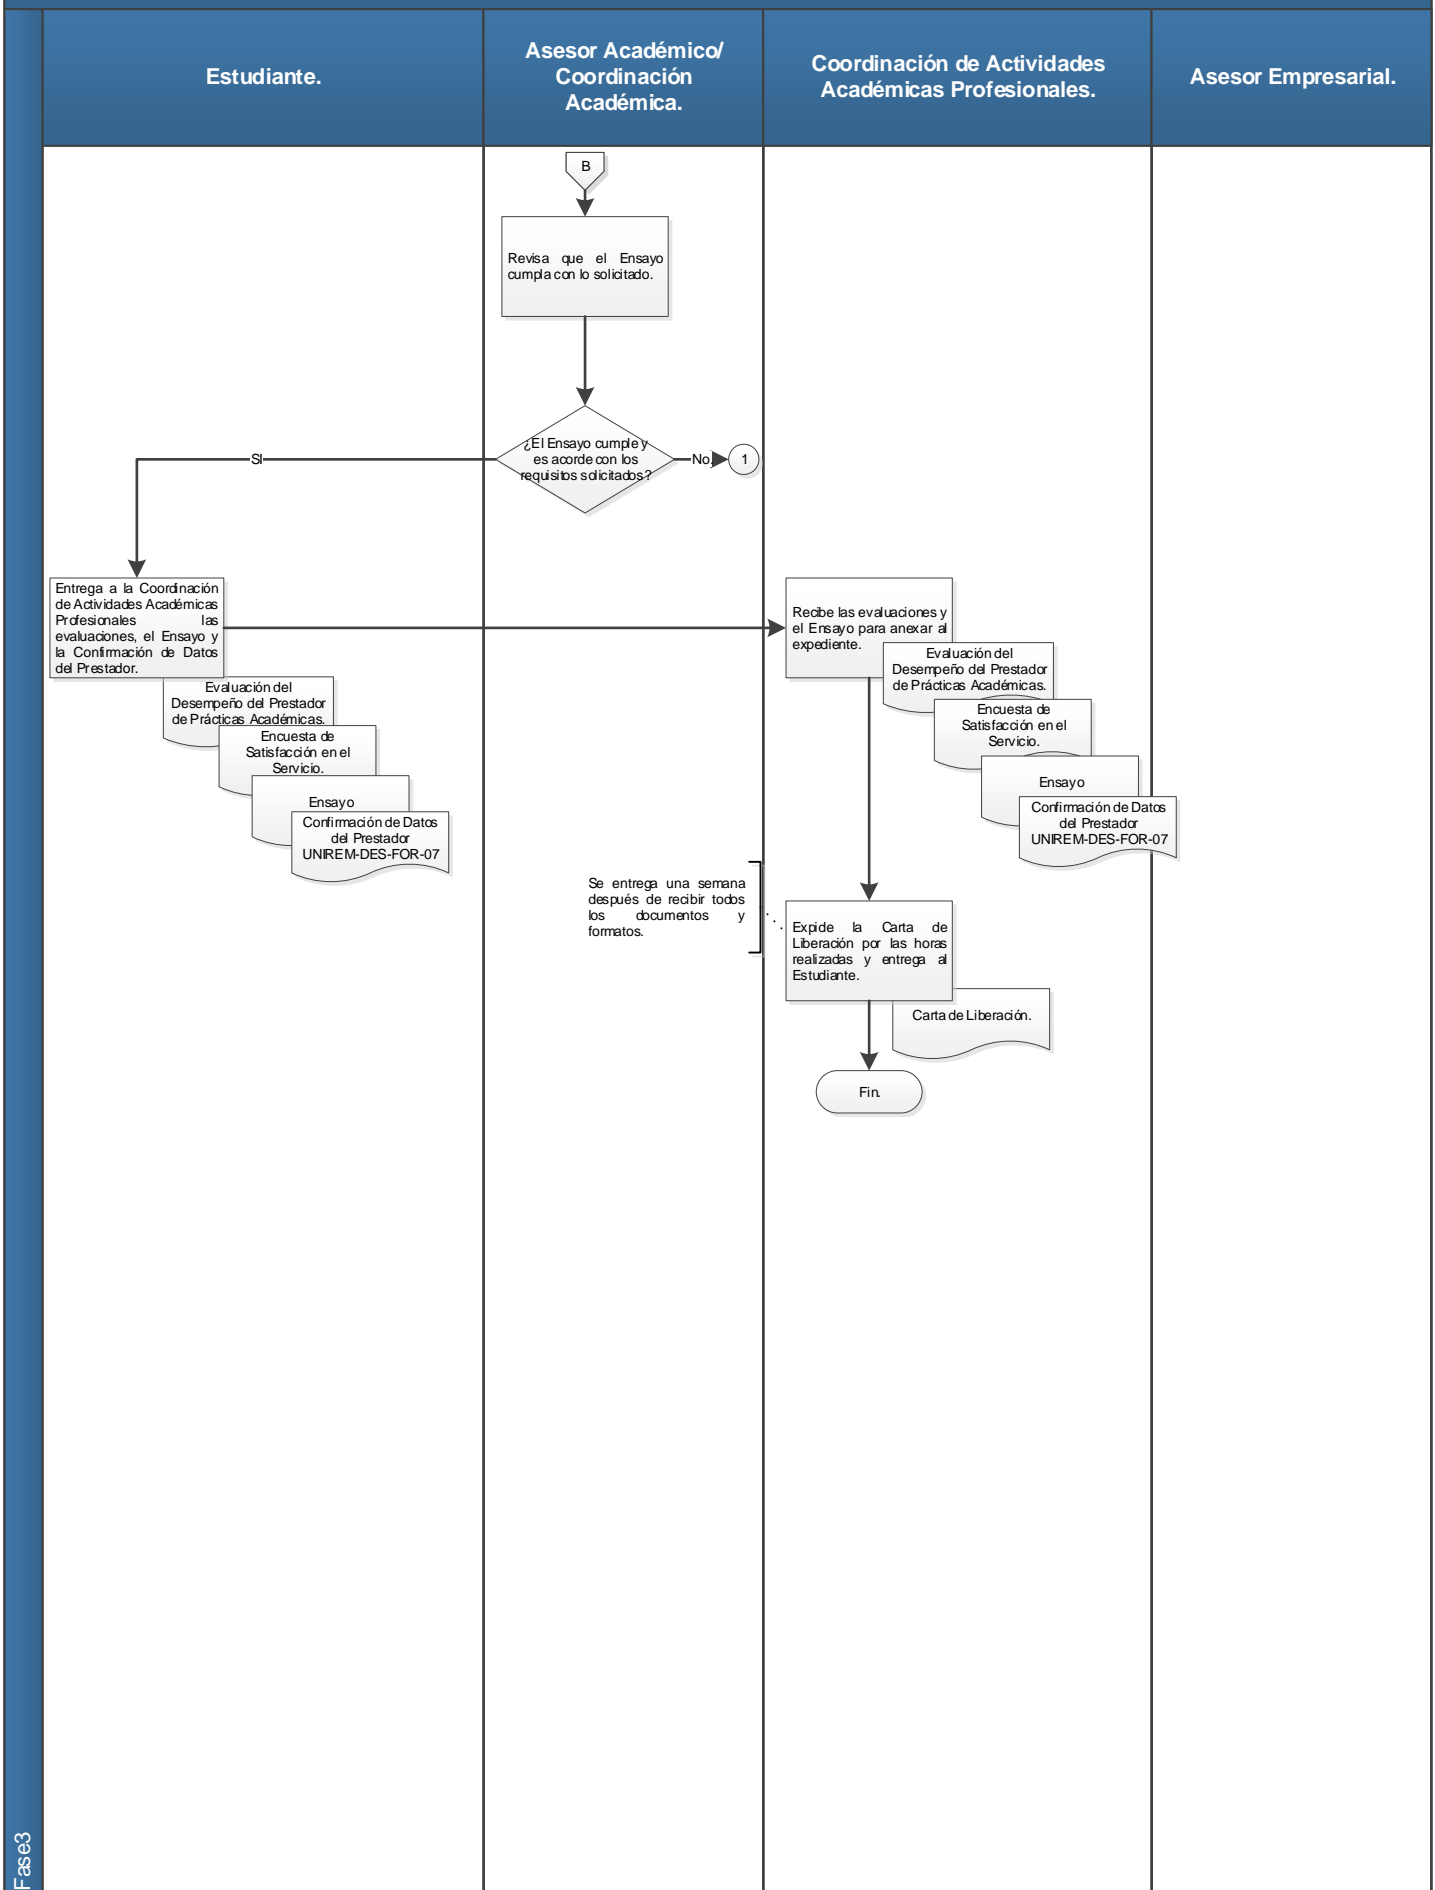 Estudiante.
Asesor Académico/
Coordinación
Académica.
Coordinación de Actividades
Académicas Profesionales.
Asesor Empresarial.
B
Revisa que el Ensayo
cumpla con lo solicitado.
¿El Ensayo cumple y
es acorde con los
requisitos solicitados?
SI
No.
1
Entrega a la Coordinación
de Actividades Académicas
Profesionales las
evaluaciones, el Ensayo y
la Confirmación de Datos
del Prestador.
Evaluación del
Desempeño del Prestador
de Prácticas Académicas.
Encuesta de
Satisfacción en el
Servicio.
Ensayo
Confirmación de Datos
del Prestador
UNIREM-DES-FOR-07
Recibe las evaluaciones y
el Ensayo para anexar al
expediente.
Evaluación del
Desempeño del Prestador
de Prácticas Académicas.
Encuesta de
Satisfacción en el
Servicio.
Ensayo
Confirmación de Datos
del Prestador
UNIREM-DES-FOR-07
Se entrega una semana
después de recibir todos
los documentos y
formatos.
Expide la Carta de
Liberación por las horas
realizadas y entrega al
Estudiante.
Carta de Liberación.
Fin.
Fase3